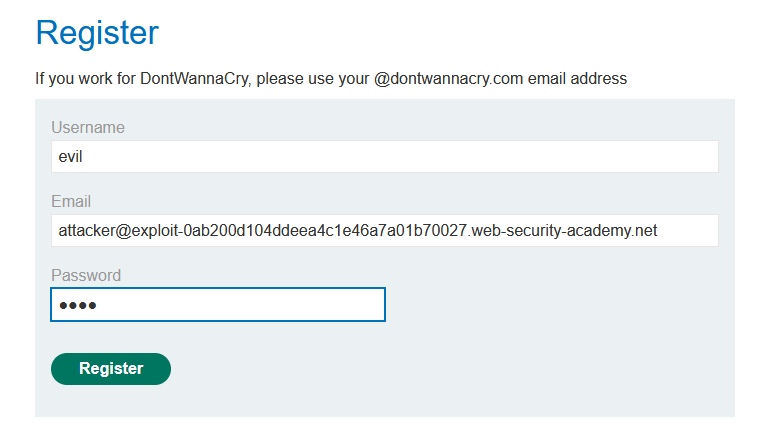 Register
If you work for DontWannaCry, please use your @dontwannacry.com email address
Username
evil
Email
attacker@exploit-0ab200d104ddeea4c1e46a7a01b70027.web-security-academy.net
Password
●●●●
Register